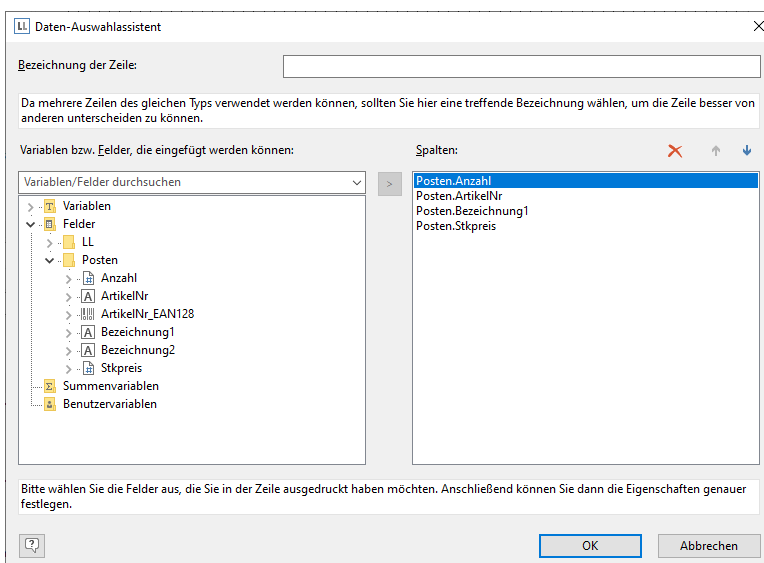 LL Daten-Auswahlassistent
Bezeichnung der Zeile:
Da mehrere Zeilen des gleichen Typs verwendet werden können, sollten Sie hier eine treffende Bezeichnung wählen, um die Zeile besser von
anderen unterscheiden zu können.
Variablen bzw. Felder, die eingefügt werden können:
Spalten:
Variablen/Felder durchsuchen
>
Variablen
Felder
LL
Posten
Anzahl
ArtikelNr
ArtikelNr_EAN128
Bezeichnung1
Bezeichnung2
Stkpreis
Summenvariablen
Benutzervariablen
Posten.Anzahl
Posten.ArtikelNr
Posten.Bezeichnung1
Posten.Stkpreis
Bitte wählen Sie die Felder aus, die Sie in der Zeile ausgedruckt haben möchten. Anschließend können Sie dann die Eigenschaften genauer
festlegen.
OK
Abbrechen